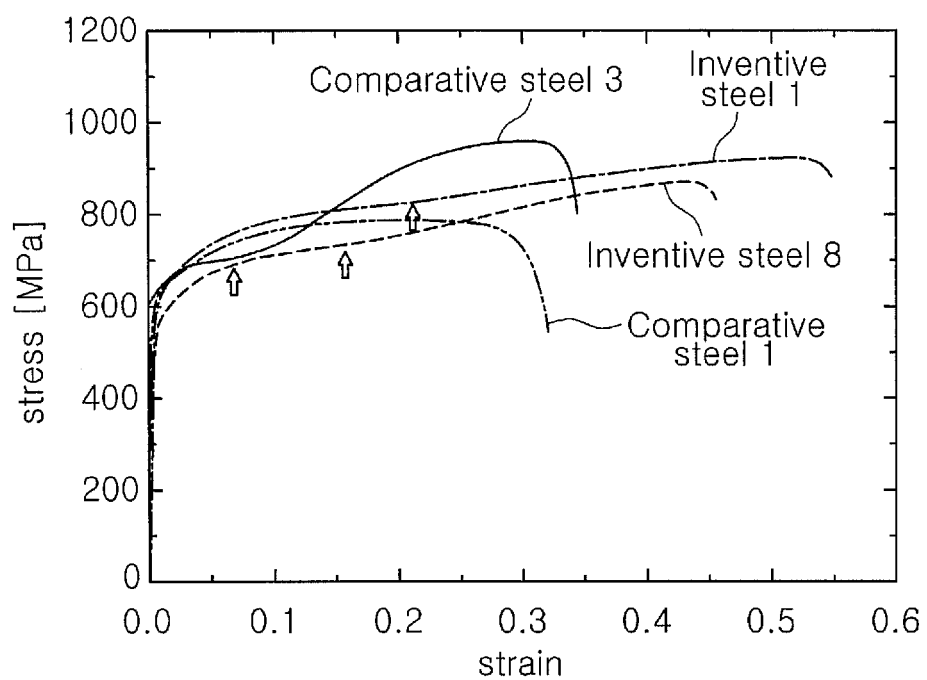 1200
1000
800
600
400
200
0
stress [MPa]
Comparative steel 3
Inventive
steel 1
Inventive steel 8
Comparative
steel 1
0.0 0.1 0.2 0.3 0.4 0.5 0.6
strain